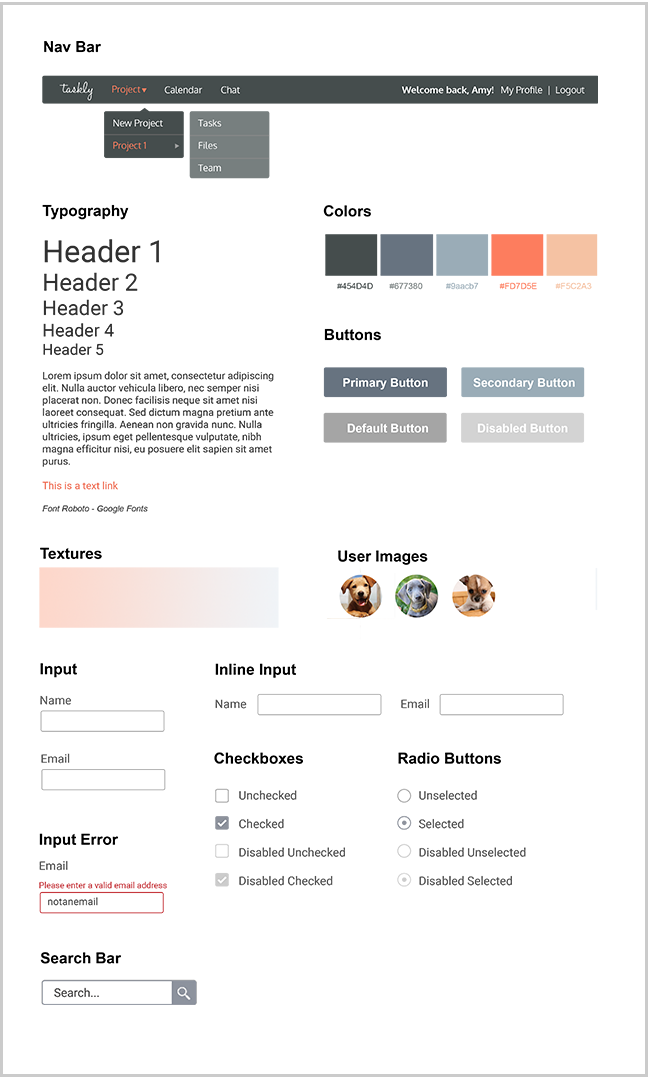 Nav Bar
taskly Project▾ Calendar Chat Welcome back, Amy! My Profile | Logout
New Project
Project 1 ▸
Tasks
Files
Team
Typography
Header 1
Header 2
Header 3
Header 4
Header 5
Lorem ipsum dolor sit amet, consectetur adipiscing
elit. Nulla auctor vehicula libero, nec semper nisi
placerat non. Donec facilisis neque sit amet nisi
laoreet consequat. Sed dictum magna pretium ante
ultricies fringilla. Aenean non gravida nunc. Nulla
ultricies, ipsum eget pellentesque vulputate, nibh
magna efficitur nisi, eu posuere elit sapien sit amet
purus.
This is a text link
Font Roboto - Google Fonts
Colors
#454D4D #677380 #9aacb7 #FD7D5E #F5C2A3
Buttons
Primary Button Secondary Button
Default Button Disabled Button
Textures
User Images
Input
Name
Email
Inline Input
Name Email
Checkboxes
Unchecked
Checked
Disabled Unchecked
Disabled Checked
Radio Buttons
Unselected
Selected
Disabled Unselected
Disabled Selected
Input Error
Email
Please enter a valid email address
notanemail
Search Bar
Search...